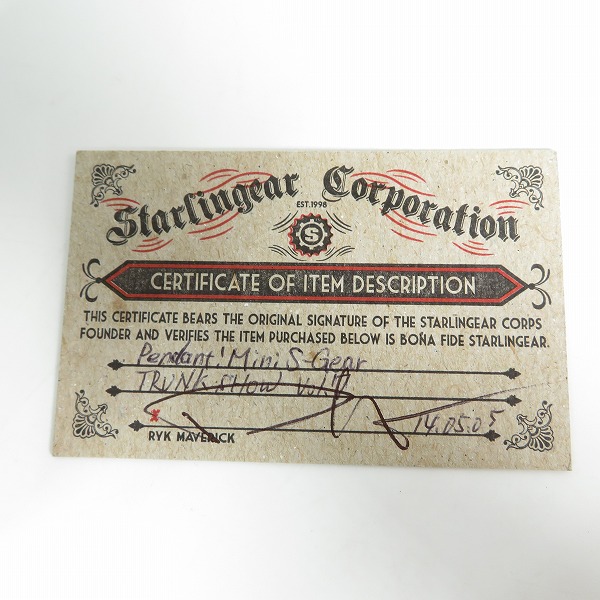 Starlingear Corporation
EST. 1998
S
CERTIFICATE OF ITEM DESCRIPTION
THIS CERTIFICATE BEARS THE ORIGINAL SIGNATURE OF THE STARLINGEAR CORPS
FOUNDER AND VERIFIES THE ITEM PURCHASED BELOW IS BOÑA FIDE STARLINGEAR.
Pendant: Mini S-Gear
TRUNK SHOW
14.05.05
x
RYK MAVERICK